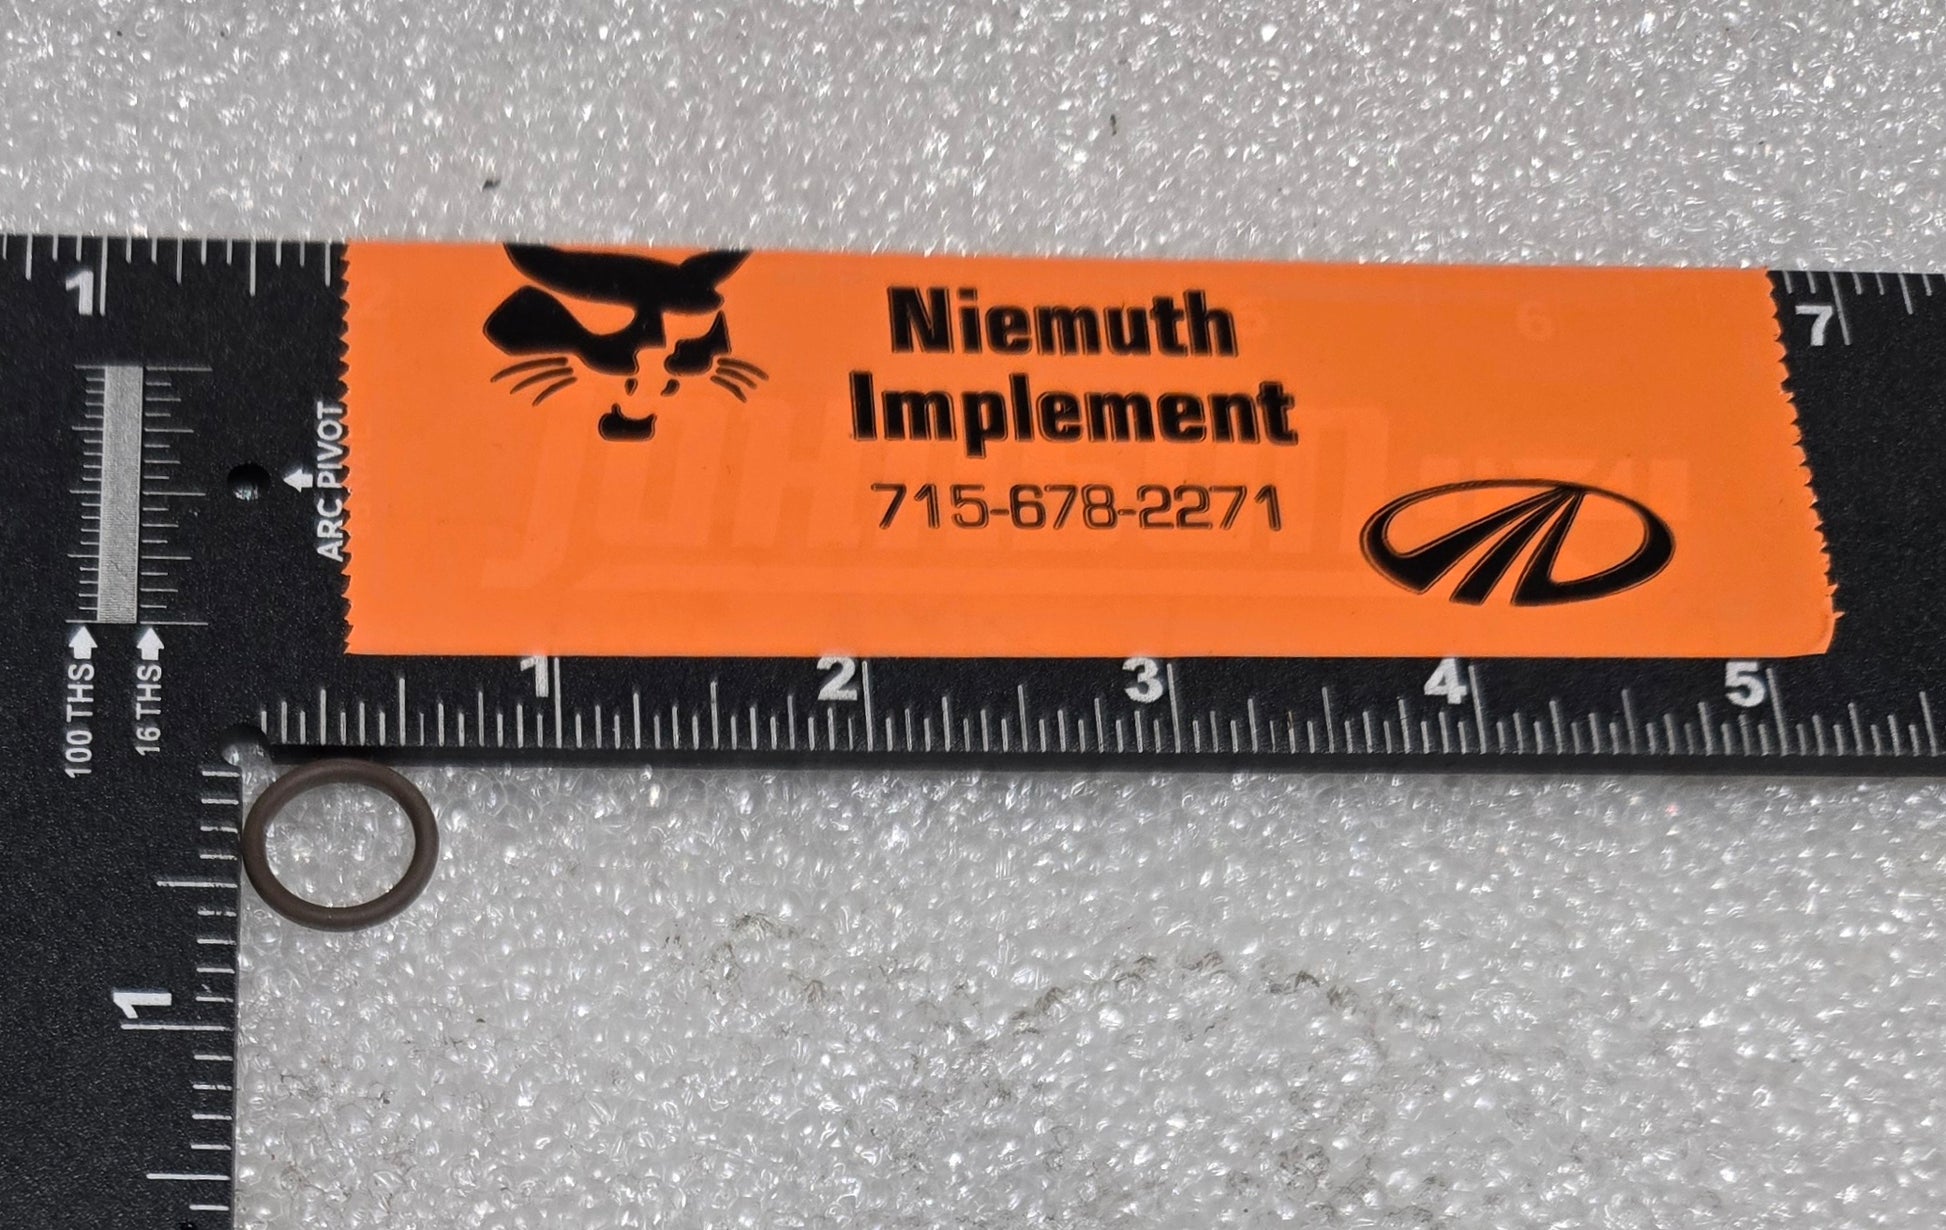 1
7
Niemuth
Implement
715-678-2271
ARC PIVOT
100 THS
16 THS
1 2 3 4 5
1